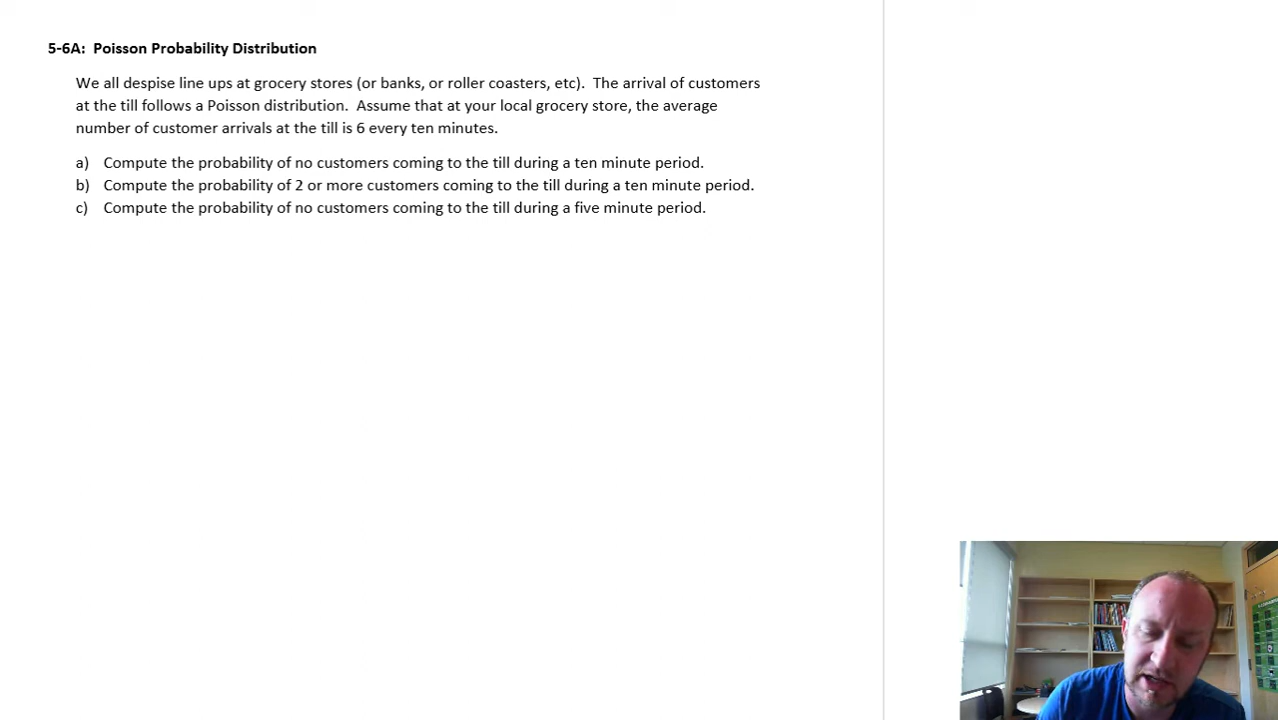 5-6A: Poisson Probability Distribution
We all despise line ups at grocery stores (or banks, or roller coasters, etc). The arrival of customers
at the till follows a Poisson distribution. Assume that at your local grocery store, the average
number of customer arrivals at the till is 6 every ten minutes.
a) Compute the probability of no customers coming to the till during a ten minute period.
b) Compute the probability of 2 or more customers coming to the till during a ten minute period.
c) Compute the probability of no customers coming to the till during a five minute period.